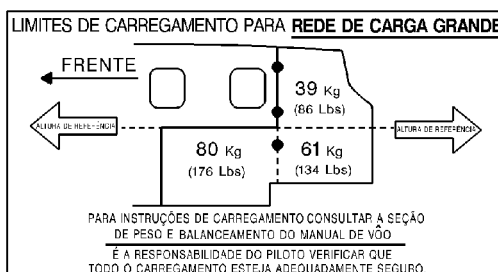 LIMITES DE CARREGAMENTO PARA REDE DE CARGA GRANDE
FRENTE
39 Kg
(86 Lbs)
ALTURA DE REFERÊNCIA
ALTURA DE REFERÊNCIA
80 Kg
(176 Lbs)
61 Kg
(134 Lbs)
PARA INSTRUÇÕES DE CARREGAMENTO CONSULTAR A SEÇÃO
DE PESO E BALANCEAMENTO DO MANUAL DE VÔO
É A RESPONSABILIDADE DO PILOTO VERIFICAR QUE
TODO O CARREGAMENTO ESTEJA ADEQUADAMENTE SEGURO